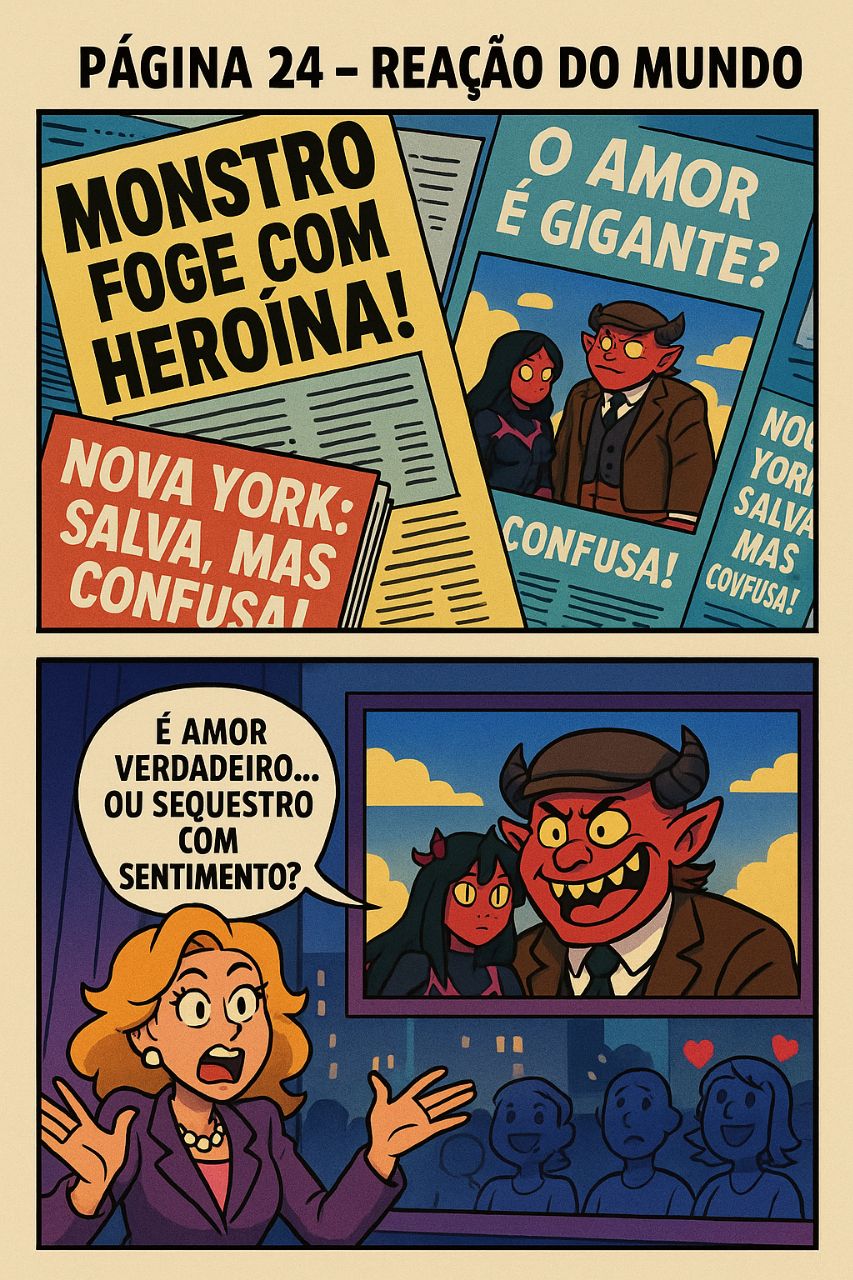 PÁGINA 24 – REAÇÃO DO MUNDO
MONSTRO
FOGE COM
HEROÍNA!
O AMOR
É GIGANTE?
CONFUSA!
NOVA YORK:
SALVA, MAS
CONFUSA!
NOV
YORK
SALVA
MAS
COVFUSA!
É AMOR
VERDADEIRO...
OU SEQUESTRO
COM
SENTIMENTO?